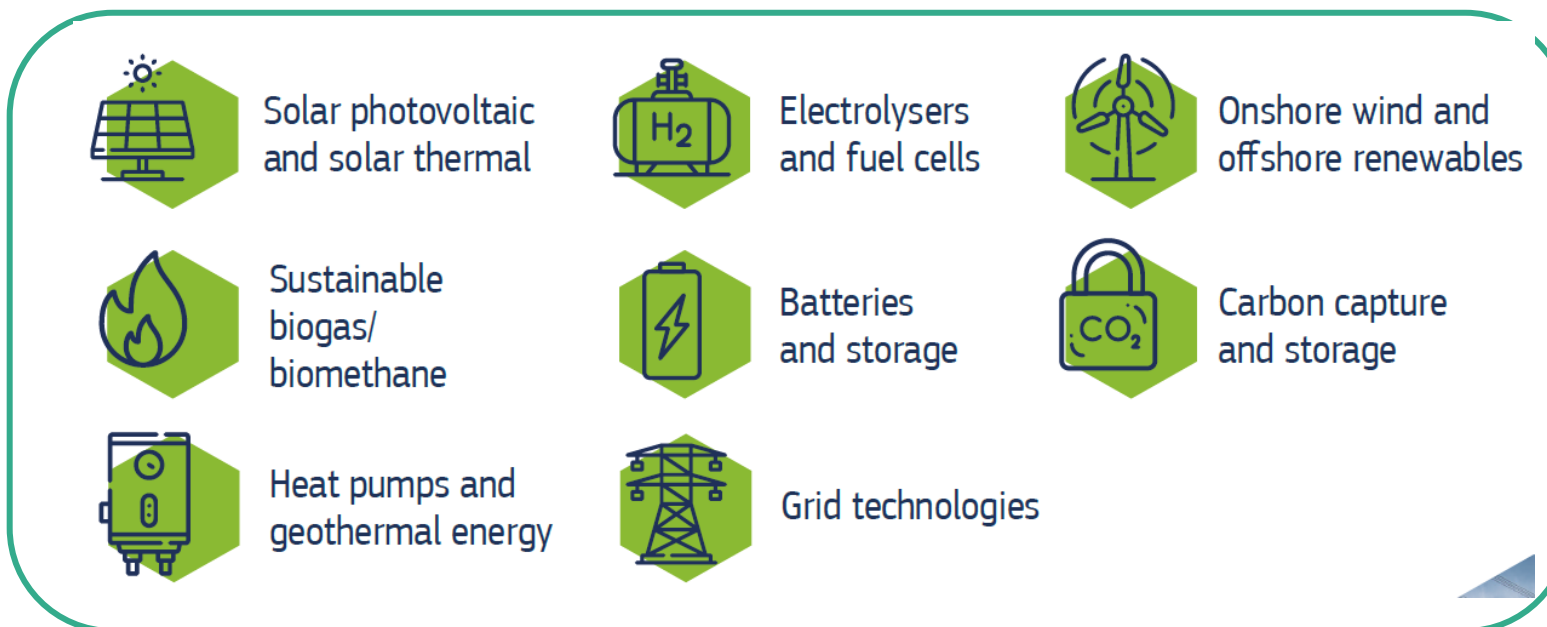 Solar photovoltaic
and solar thermal
H2
Electrolysers
and fuel cells
Onshore wind and
offshore renewables
Sustainable
biogas/
biomethane
Batteries
and storage
CO2
Carbon capture
and storage
Heat pumps and
geothermal energy
Grid technologies